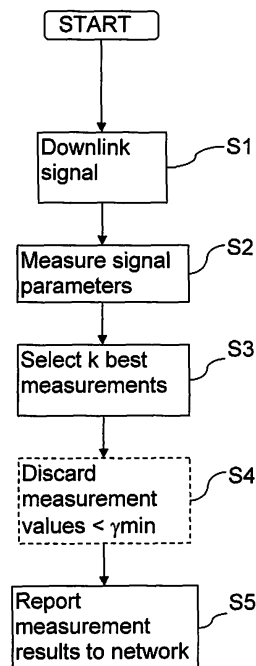 START
Downlink
signal
S1
Measure signal
parameters
S2
Select k best
measurements
S3
Discard
measurement
values < γmin
S4
Report
measurement
results to network
S5